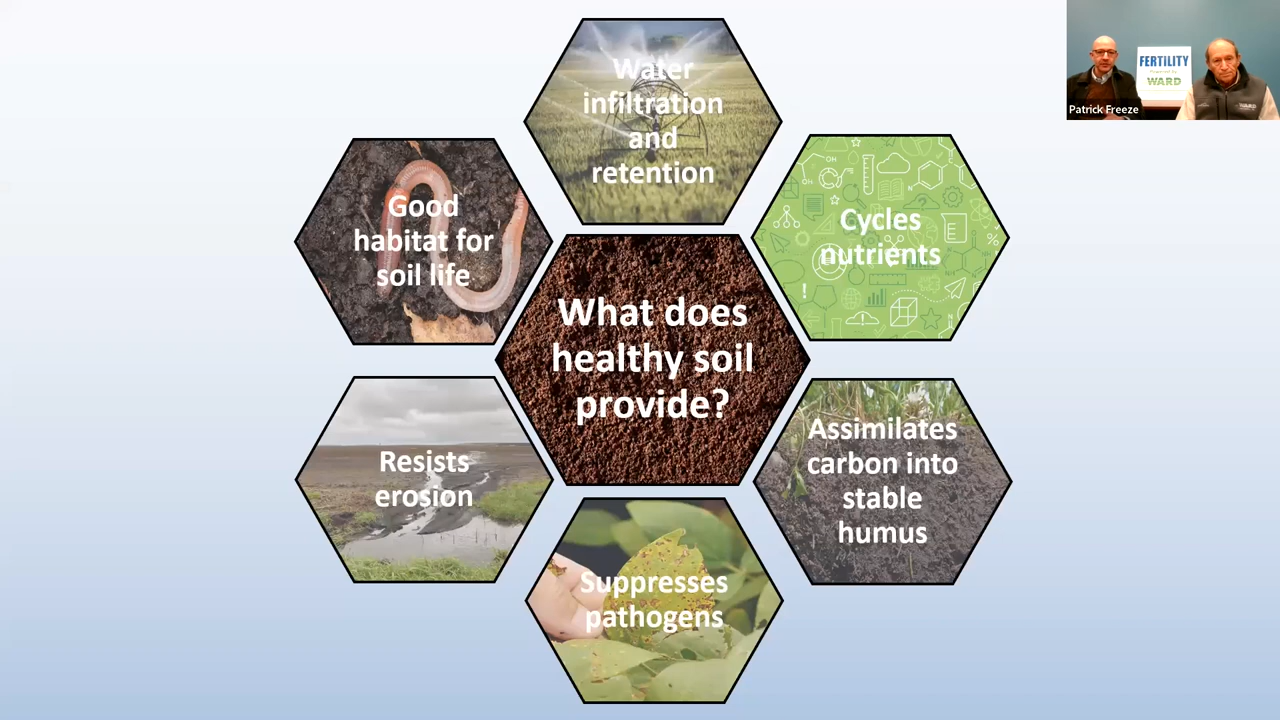 Water
infiltration
and
retention
Good
habitat for
soil life
Cycles
nutrients
What does
healthy soil
provide?
Resists
erosion
Assimilates
carbon into
stable
humus
Suppresses
pathogens
FERTILITY
WARD
Patrick Freeze